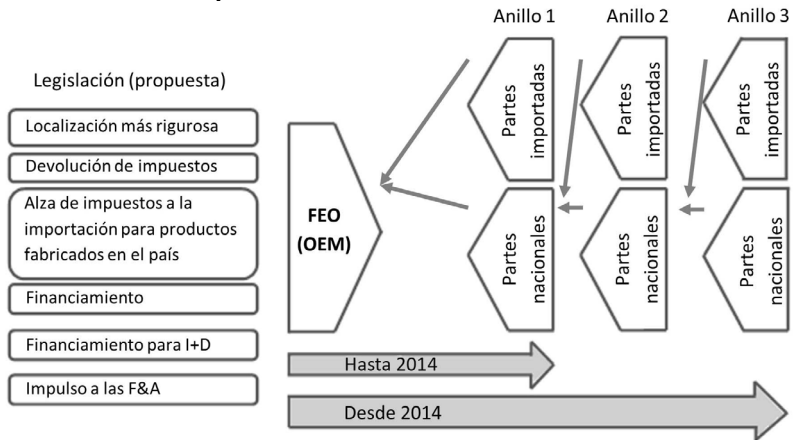 Anillo 1
Anillo 2
Anillo 3
Legislación (propuesta)
Localización más rigurosa
Devolución de impuestos
Alza de impuestos a la
importación para productos
fabricados en el país
Financiamiento
Financiamiento para I+D
Impulso a las F&A
FEO
(OEM)
Partes
importadas
Partes
importadas
Partes
importadas
Partes
nacionales
Partes
nacionales
Partes
nacionales
Hasta 2014
Desde 2014